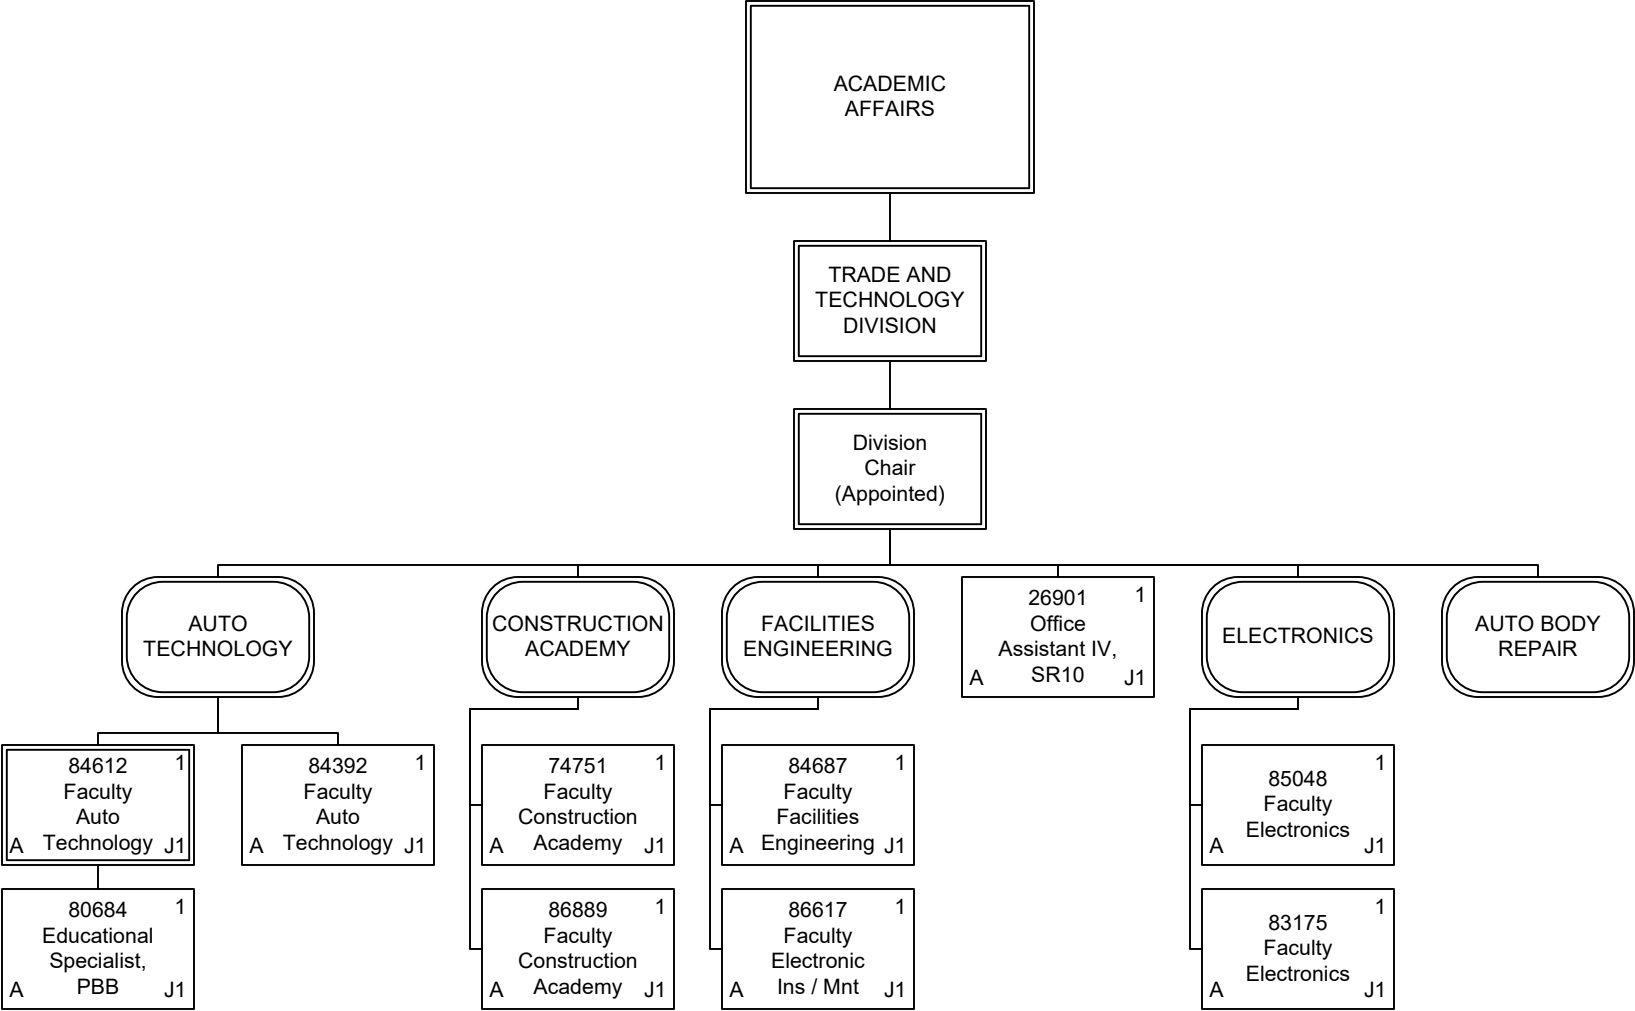 ACADEMIC
AFFAIRS
TRADE AND
TECHNOLOGY
DIVISION
Division
Chair
(Appointed)
AUTO
TECHNOLOGY
CONSTRUCTION
ACADEMY
FACILITIES
ENGINEERING
26901 1
Office
Assistant IV,
SR10
A J1
ELECTRONICS
AUTO BODY
REPAIR
84612 1
Faculty
Auto
Technology
A J1
84392 1
Faculty
Auto
Technology
A J1
74751 1
Faculty
Construction
Academy
A J1
84687 1
Faculty
Facilities
Engineering
A J1
85048 1
Faculty
Electronics
A J1
80684 1
Educational
Specialist,
PBB
A J1
86889 1
Faculty
Construction
Academy
A J1
86617 1
Faculty
Electronic
Ins / Mnt
A J1
83175 1
Faculty
Electronics
A J1